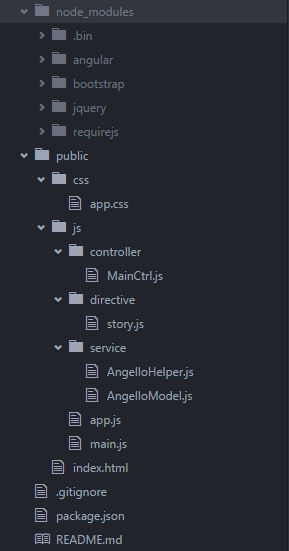 node_modules
.bin
angular
bootstrap
jquery
requirejs
public
css
app.css
js
controller
MainCtrl.js
directive
story.js
service
AngelloHelper.js
AngelloModel.js
app.js
main.js
index.html
.gitignore
package.json
README.md